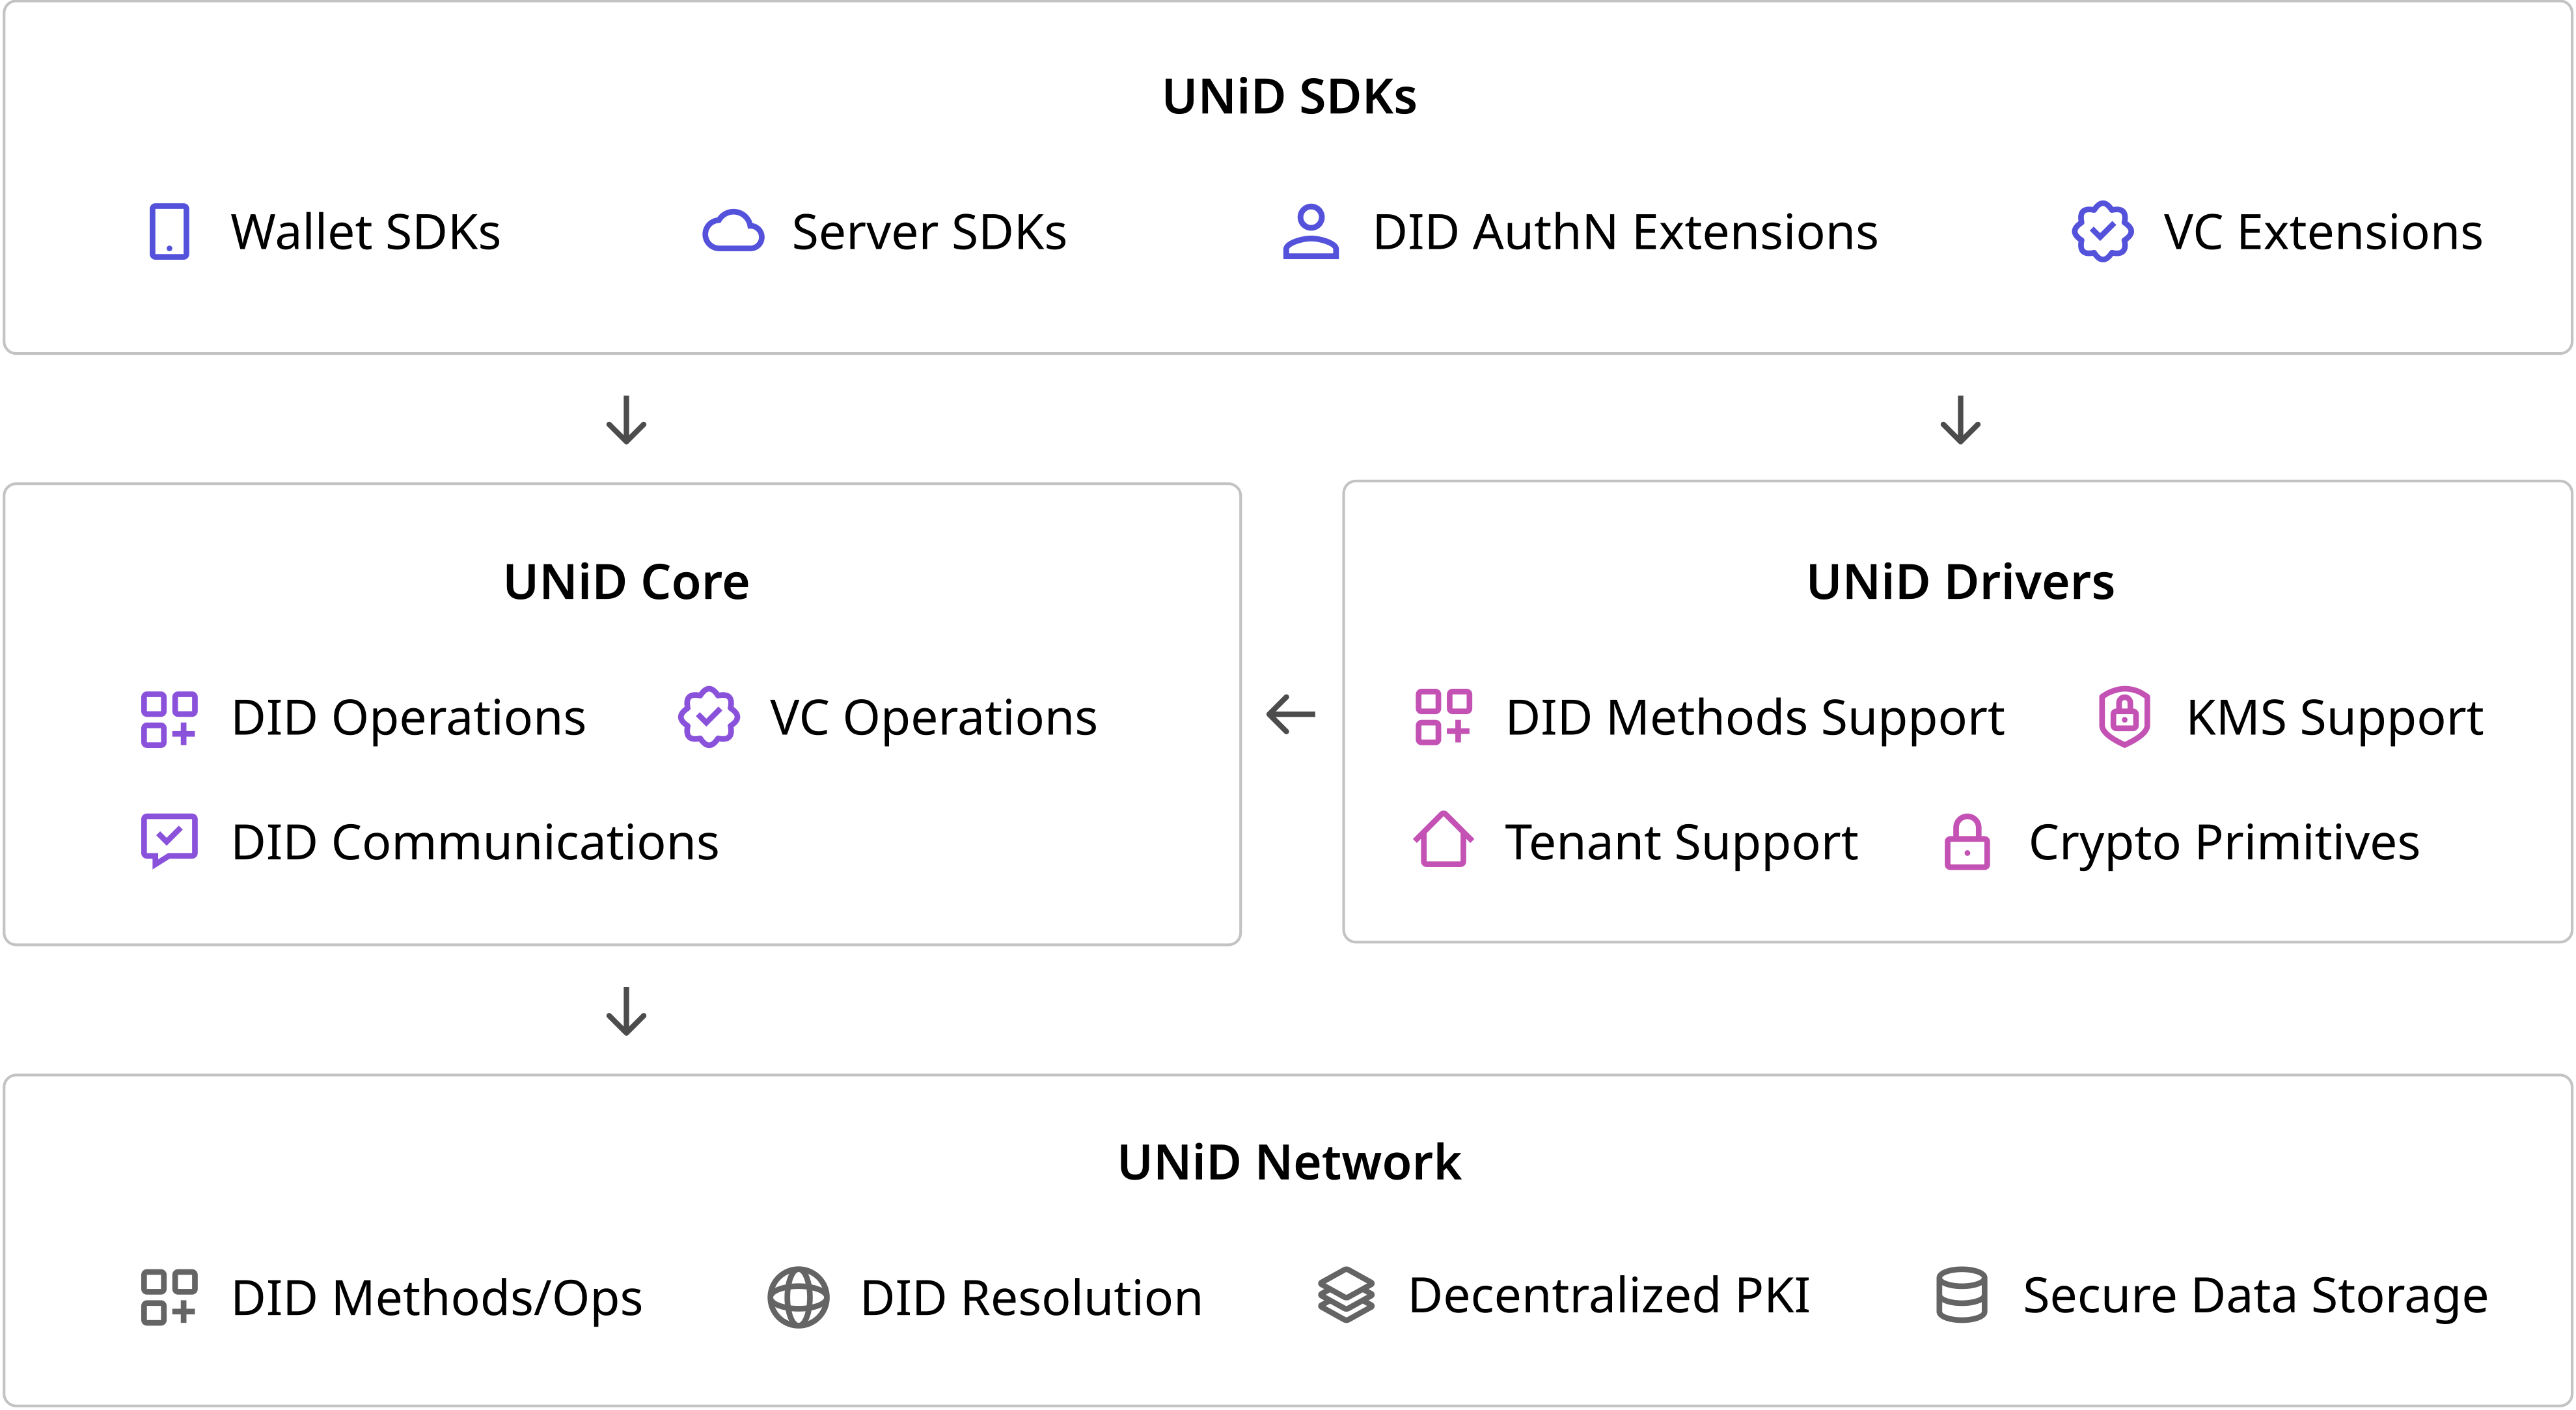 UNiD SDKs
Wallet SDKs
Server SDKs
DID AuthN Extensions
VC Extensions
UNiD Core
DID Operations
VC Operations
DID Communications
UNiD Drivers
DID Methods Support
KMS Support
Tenant Support
Crypto Primitives
UNiD Network
DID Methods/Ops
DID Resolution
Decentralized PKI
Secure Data Storage